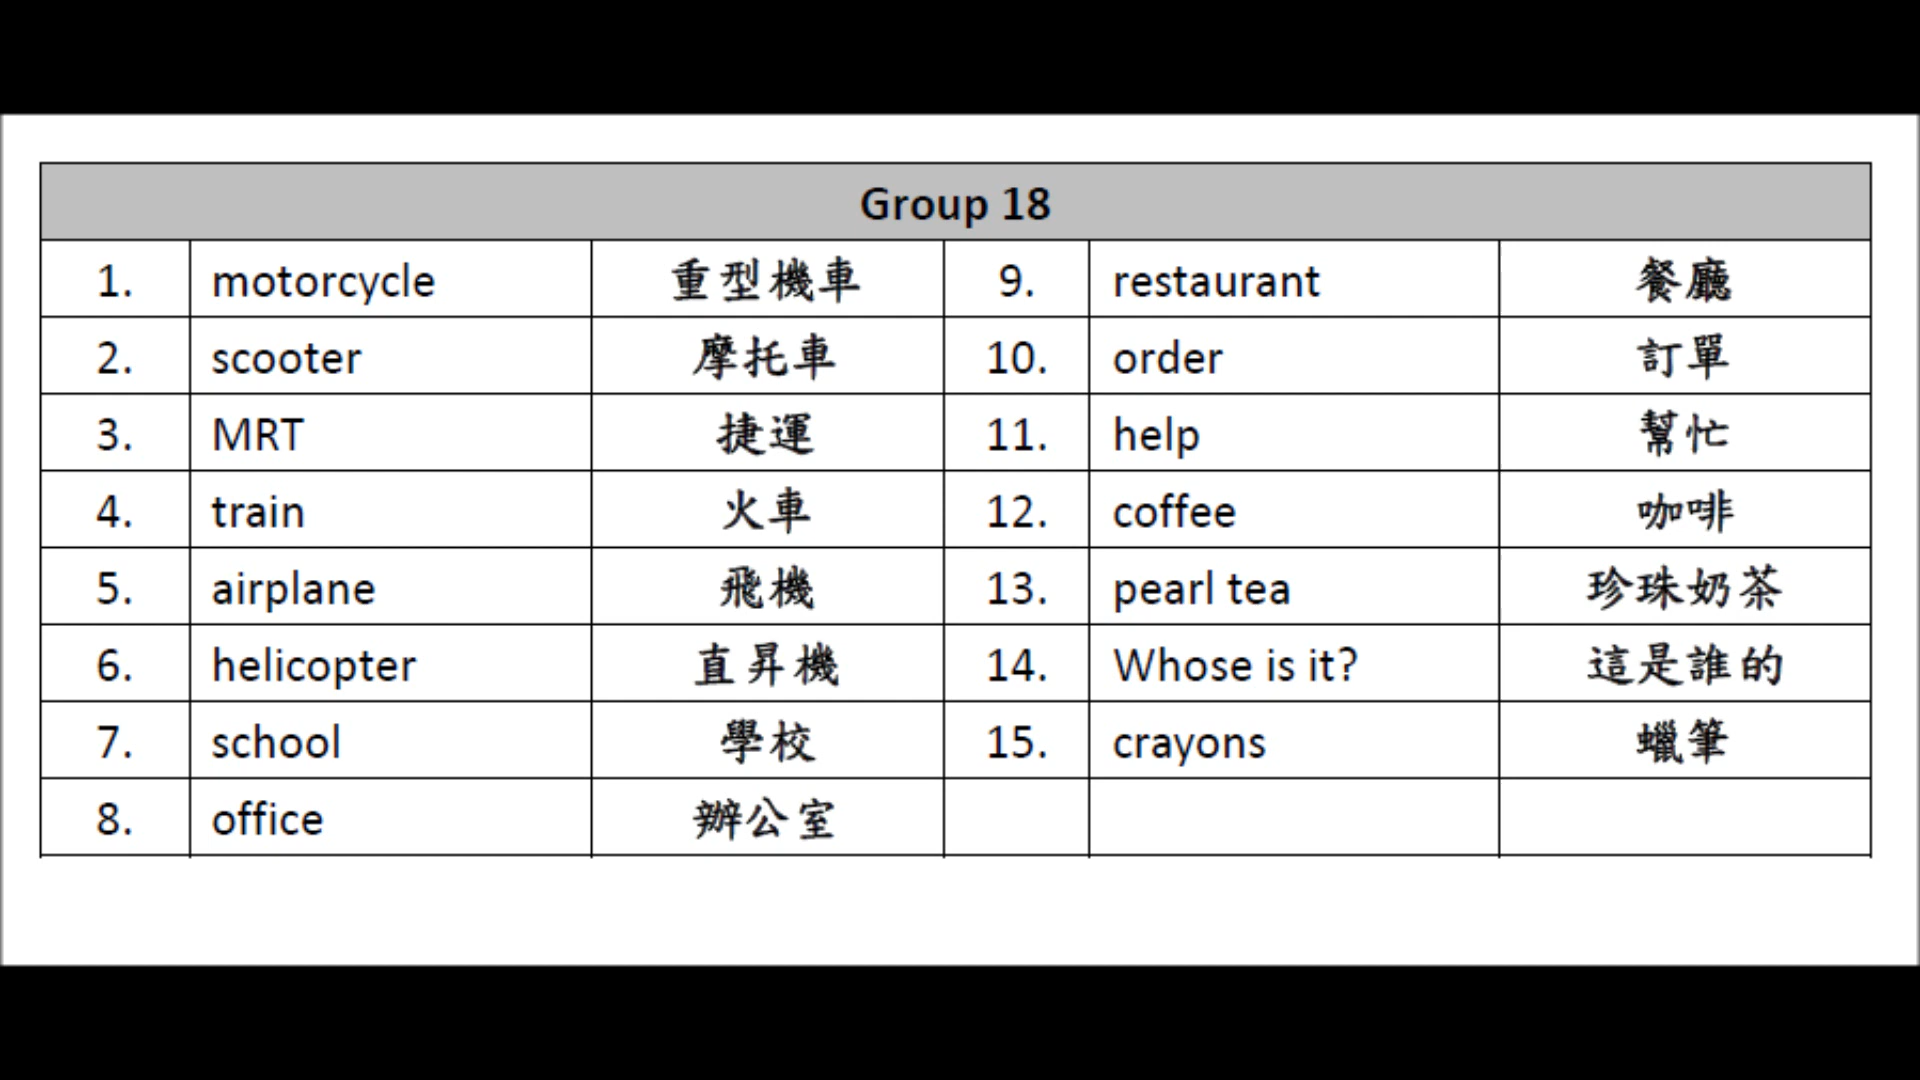 Group 18
1. motorcycle 重型機車 9. restaurant 餐廳
2. scooter 摩托車 10. order 訂單
3. MRT 捷運 11. help 幫忙
4. train 火車 12. coffee 咖啡
5. airplane 飛機 13. pearl tea 珍珠奶茶
6. helicopter 直昇機 14. Whose is it? 這是誰的
7. school 學校 15. crayons 蠟筆
8. office 辦公室